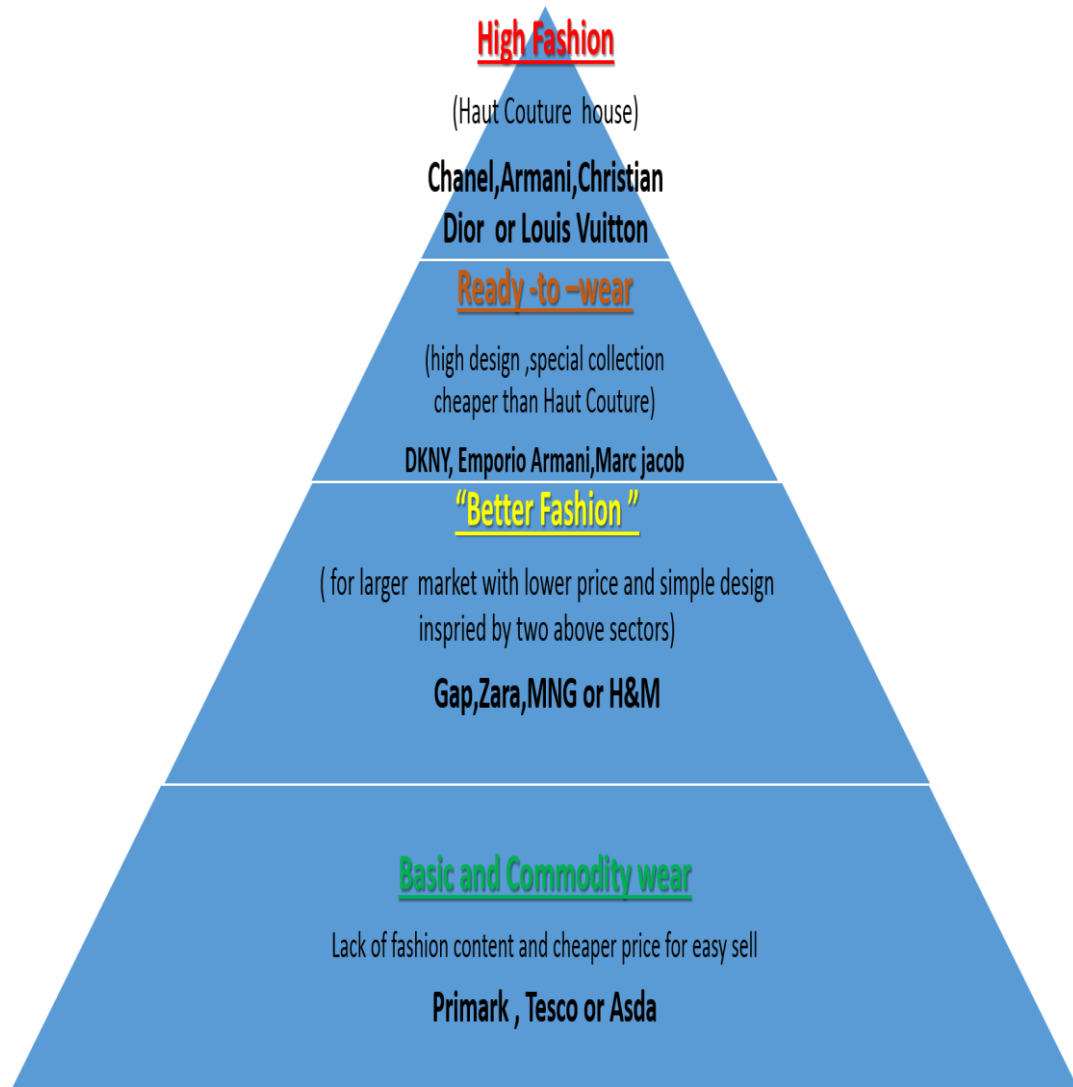 High Fashion
(Haut Couture  house)
Chanel,Armani,Christian
Dior  or Louis Vuitton
Ready -to –wear
(high design ,special collection
cheaper than Haut Couture)
DKNY, Emporio Armani,Marc jacob
“Better Fashion ”
( for larger  market with lower price and simple design
inspried by two above sectors)
Gap,Zara,MNG or H&M
Basic and Commodity wear
Lack of fashion content and cheaper price for easy sell
Primark , Tesco or Asda